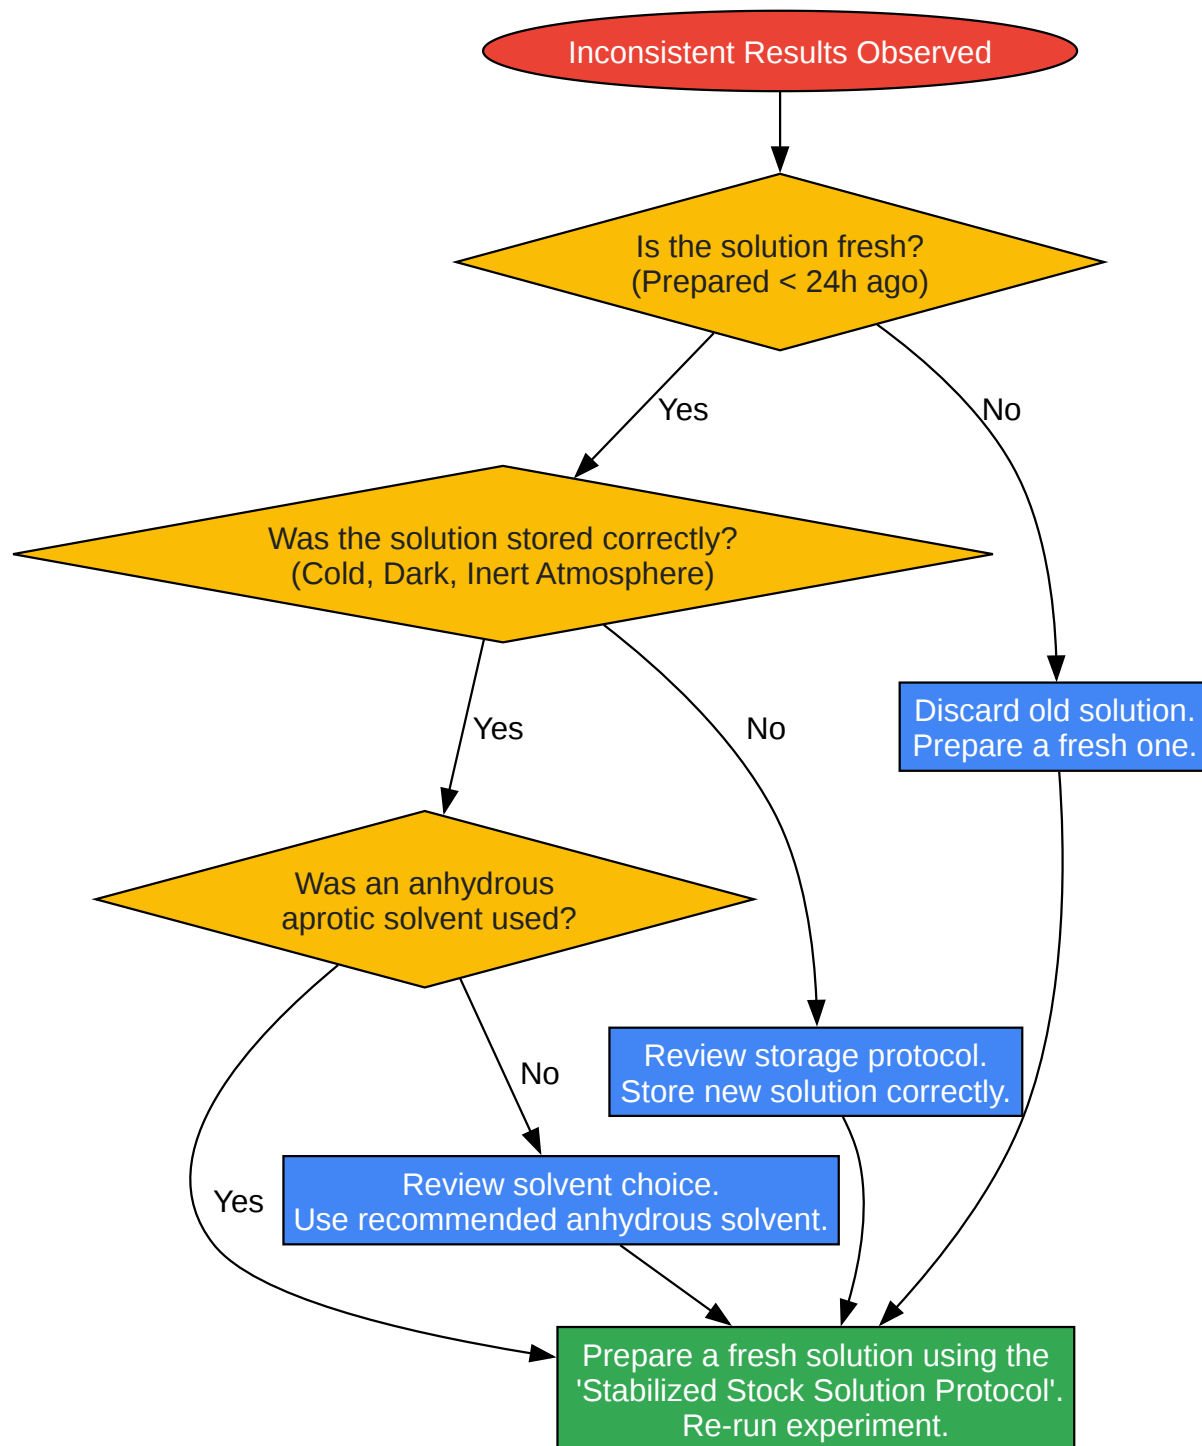 Inconsistent Results Observed
Is the solution fresh?
(Prepared < 24h ago)
Yes
No
Was the solution stored correctly?
(Cold, Dark, Inert Atmosphere)
Discard old solution.
Prepare a fresh one.
Yes
No
Was an anhydrous
aprotic solvent used?
Review storage protocol.
Store new solution correctly.
No
Yes
Review solvent choice.
Use recommended anhydrous solvent.
Prepare a fresh solution using the
'Stabilized Stock Solution Protocol'.
Re-run experiment.